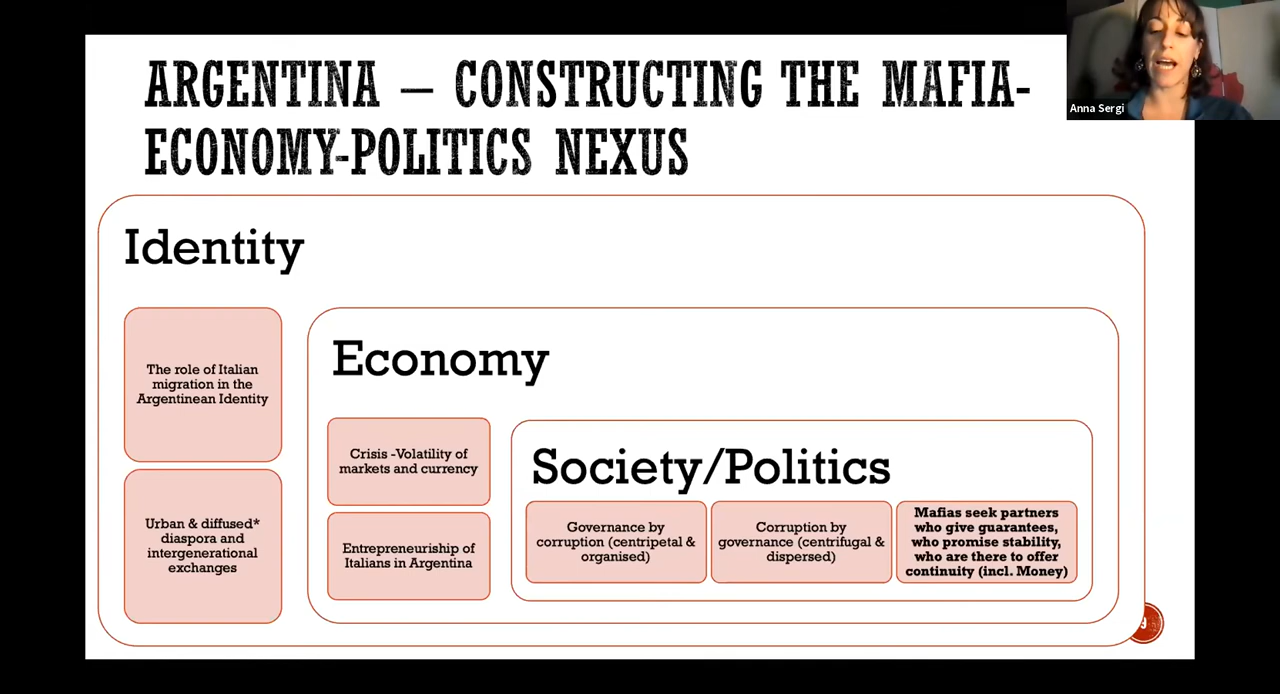 ARGENTINA – CONSTRUCTING THE MAFIA-
ECONOMY-POLITICS NEXUS
Anna Sergi
Identity
The role of Italian
migration in the
Argentinean Identity
Urban & diffused*
diaspora and
intergenerational
exchanges
Economy
Crisis -Volatility of
markets and currency
Entrepreneuriship of
Italians in Argentina
Society/Politics
Governance by
corruption (centripetal &
organised)
Corruption by
governance (centrifugal &
dispersed)
Mafias seek partners
who give guarantees,
who promise stability,
who are there to offer
continuity (incl. Money)